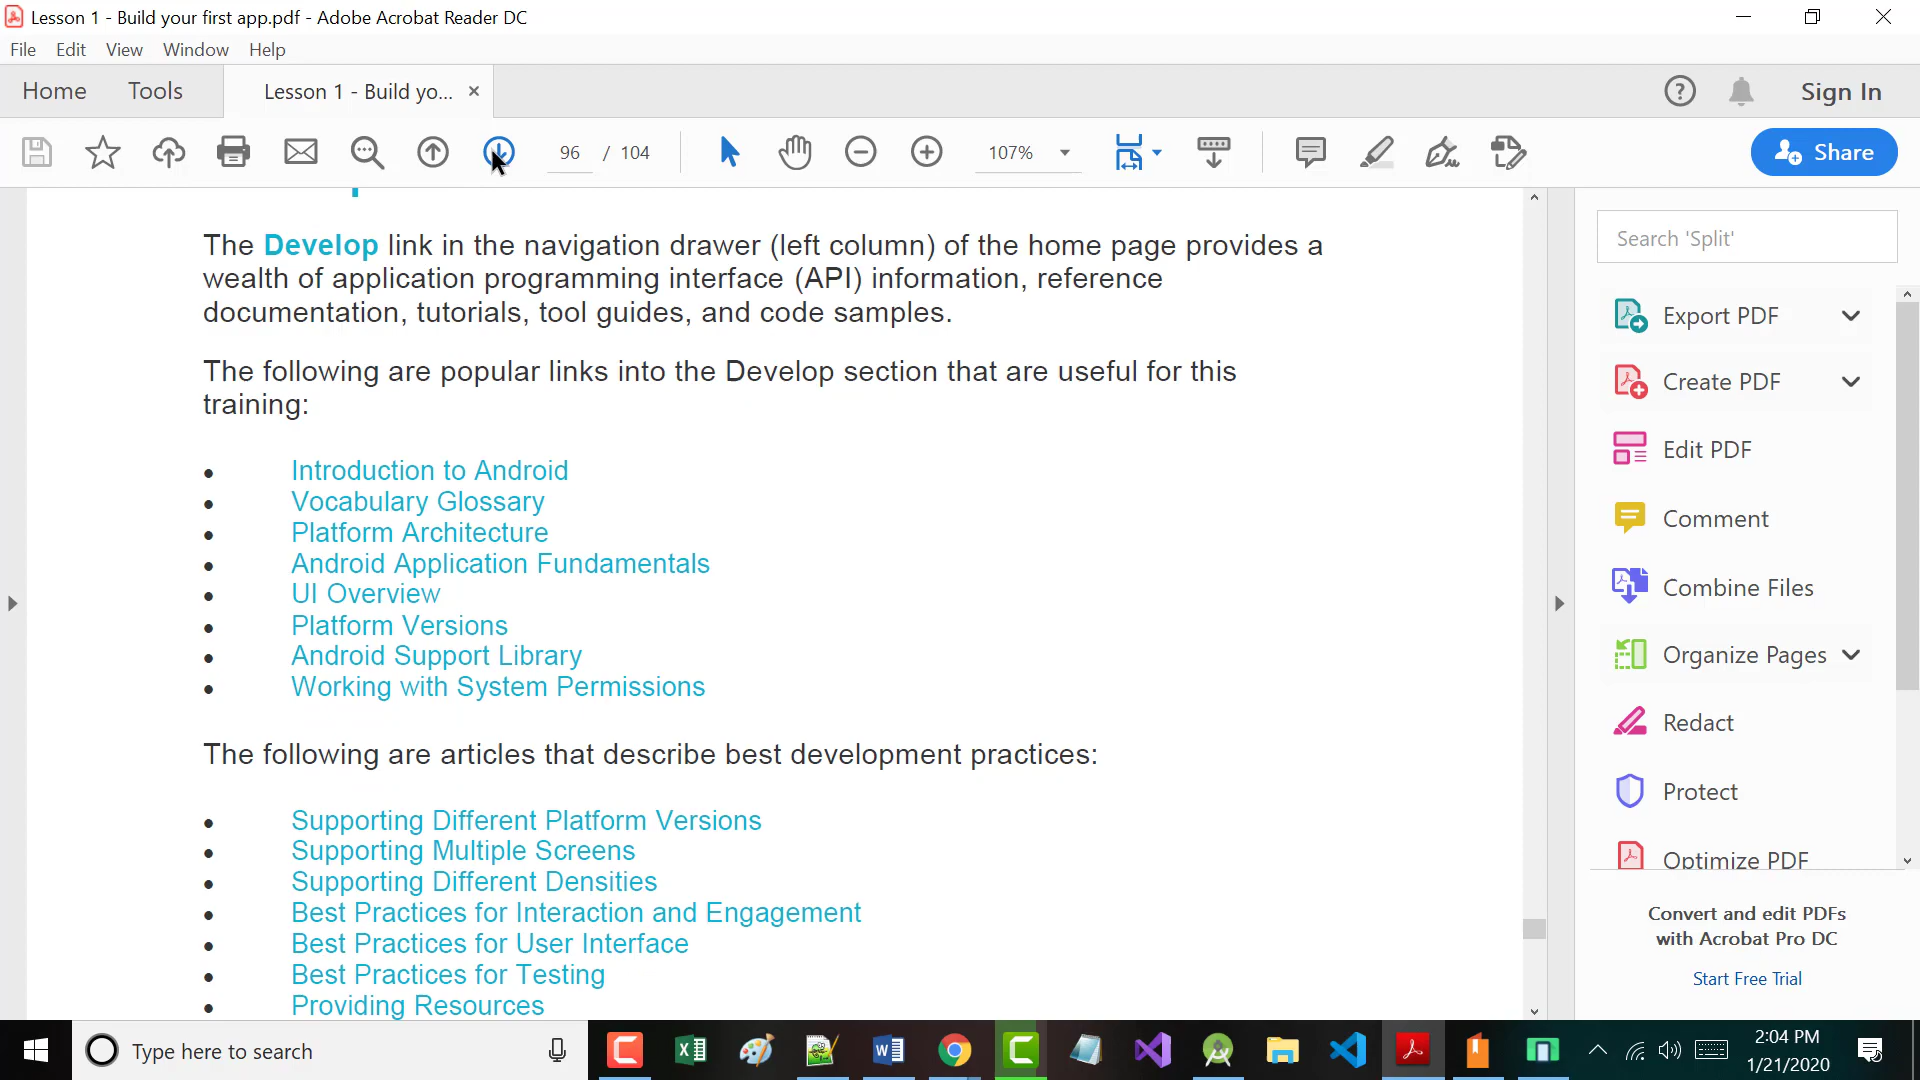 Lesson 1 - Build your first app.pdf - Adobe Acrobat Reader DC
File Edit View Window Help
Home Tools Lesson 1 - Build yo... × Sign In
96 / 104 107% Share
The Develop link in the navigation drawer (left column) of the home page provides a
wealth of application programming interface (API) information, reference
documentation, tutorials, tool guides, and code samples.
The following are popular links into the Develop section that are useful for this
training:
• Introduction to Android
• Vocabulary Glossary
• Platform Architecture
• Android Application Fundamentals
• UI Overview
• Platform Versions
• Android Support Library
• Working with System Permissions
The following are articles that describe best development practices:
• Supporting Different Platform Versions
• Supporting Multiple Screens
• Supporting Different Densities
• Best Practices for Interaction and Engagement
• Best Practices for User Interface
• Best Practices for Testing
• Providing Resources
Search 'Split'
Export PDF
Create PDF
Edit PDF
Comment
Combine Files
Organize Pages
Redact
Protect
Optimize PDF
Convert and edit PDFs
with Acrobat Pro DC
Start Free Trial
Type here to search
2:04 PM
1/21/2020